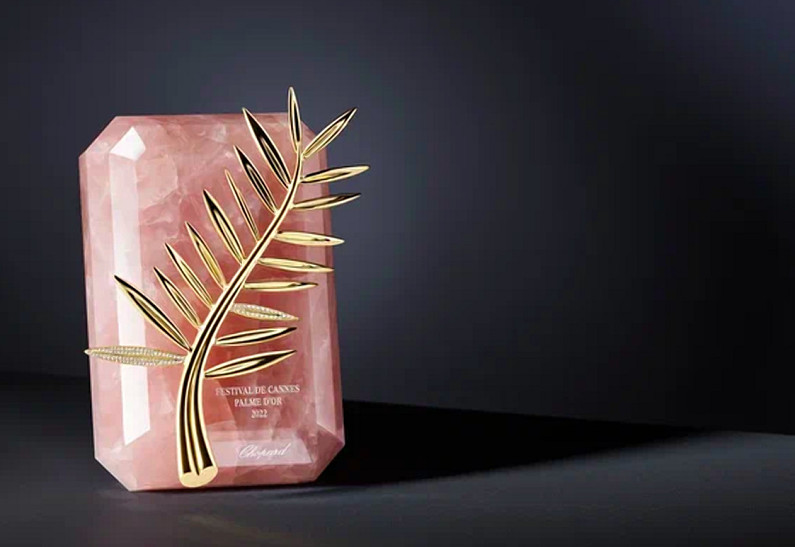 FESTIVAL DE CANNES
PALME D'OR
2022
Chopard